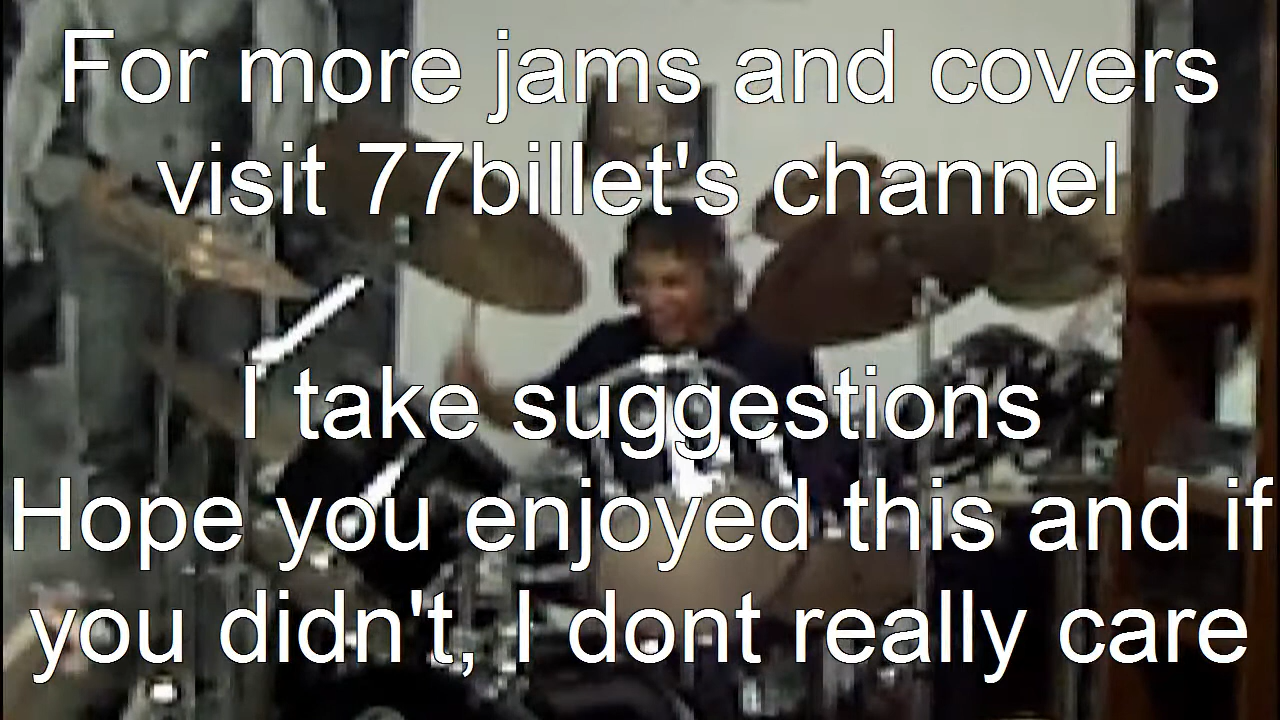 For more jams and covers
visit 77billet's channel
I take suggestions
Hope you enjoyed this and if
you didn't, I dont really care